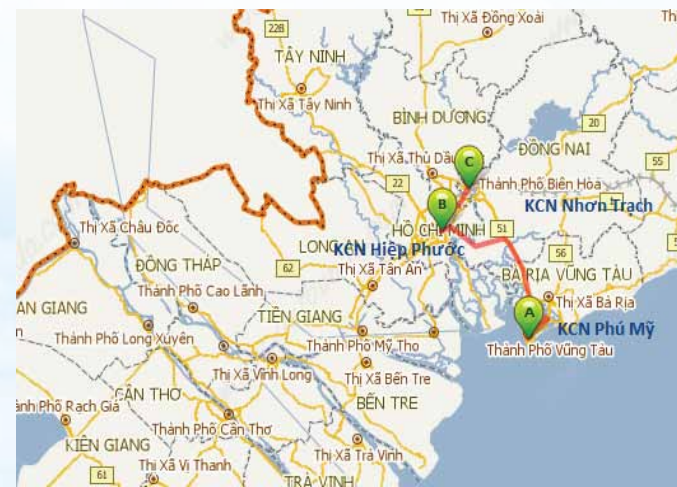 Thị Xã Đồng Xoài
22B
TÂY NINH
Thị Xã Tây Ninh
BÌNH DƯƠNG
20
ĐỒNG NAI
Thị Xã Thủ Dầu
C
55
22
Thành Phố Biên Hòa
B
KCN Nhơn Trạch
Thị Xã Châu Đốc
HỒ CHÍ MINH
51
LONG AN
KCN Hiệp Phước
56
ĐỒNG THÁP
62
Thị Xã Tân An
BÀ RỊA VŨNG TÀU
AN GIANG
Thành Phố Cao Lãnh
Thị Xã Bà Rịa
TIỀN GIANG
A
KCN Phú Mỹ
Thành Phố Long Xuyên
Thành Phố Mỹ Tho
Thành Phố Vũng Tàu
Thị Xã Vĩnh Long
Thị Xã Bến Tre
CẦN THƠ
BẾN TRE
ành Phố Rạch Giá
Thành Phố Cần Thơ
KIÊN GIANG
Thị Xã Trà Vinh
Thị Xã Vị Thanh
61
TRÀ VINH